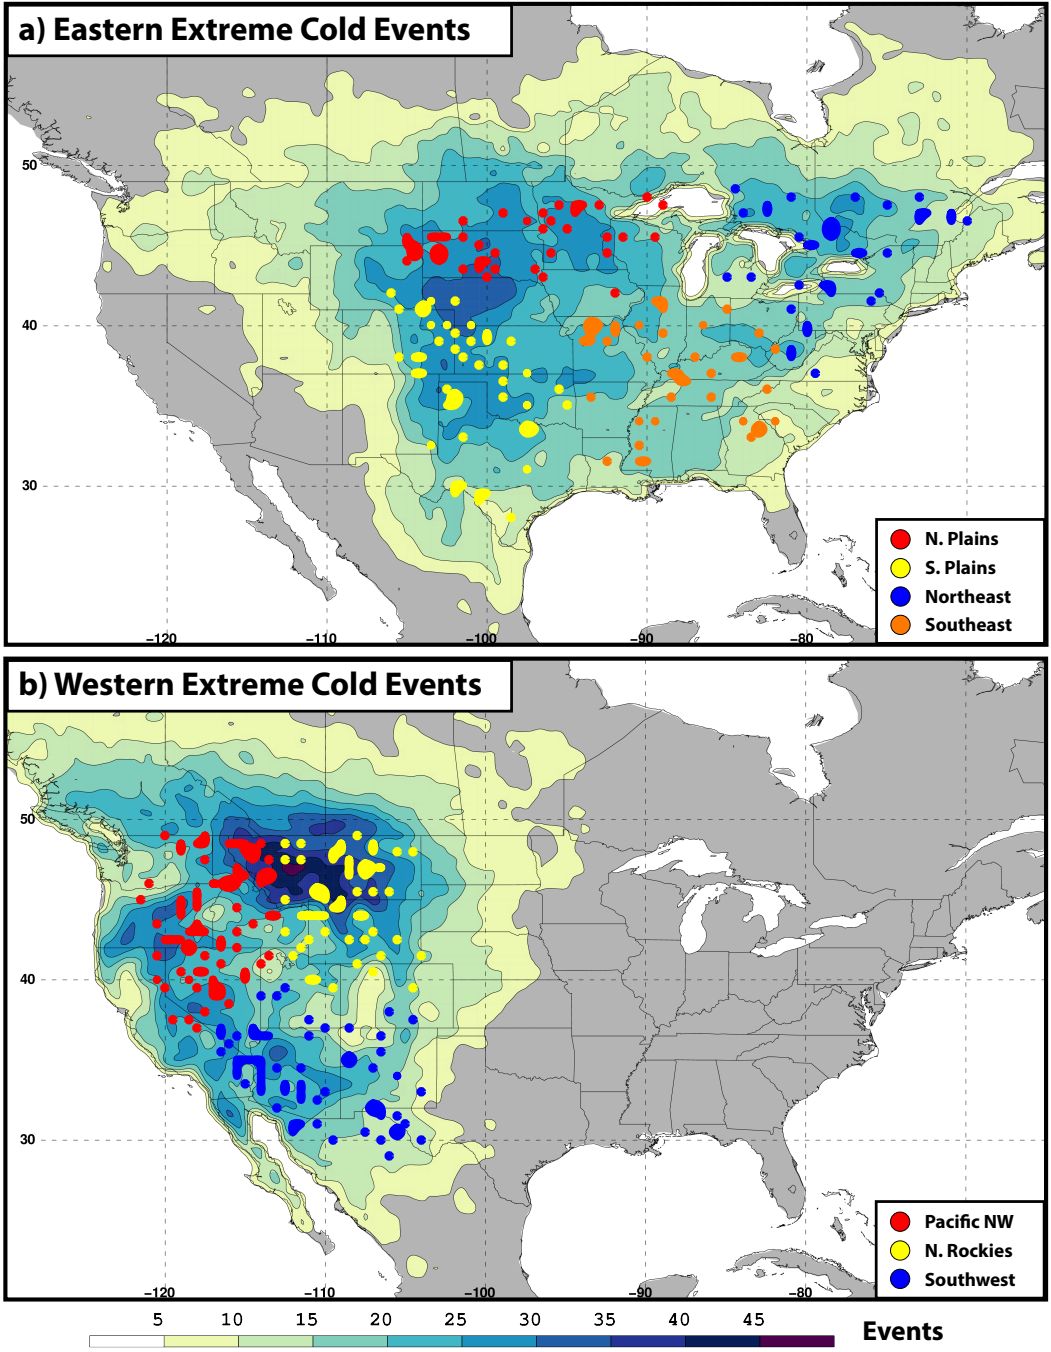 a) Eastern Extreme Cold Events
50
40
30
−120
−110
−100
−90
−80
N. Plains
S. Plains
Northeast
Southeast
b) Western Extreme Cold Events
50
40
30
−120
−110
−100
−90
−80
Pacific NW
N. Rockies
Southwest
5 10 15 20 25 30 35 40 45
Events